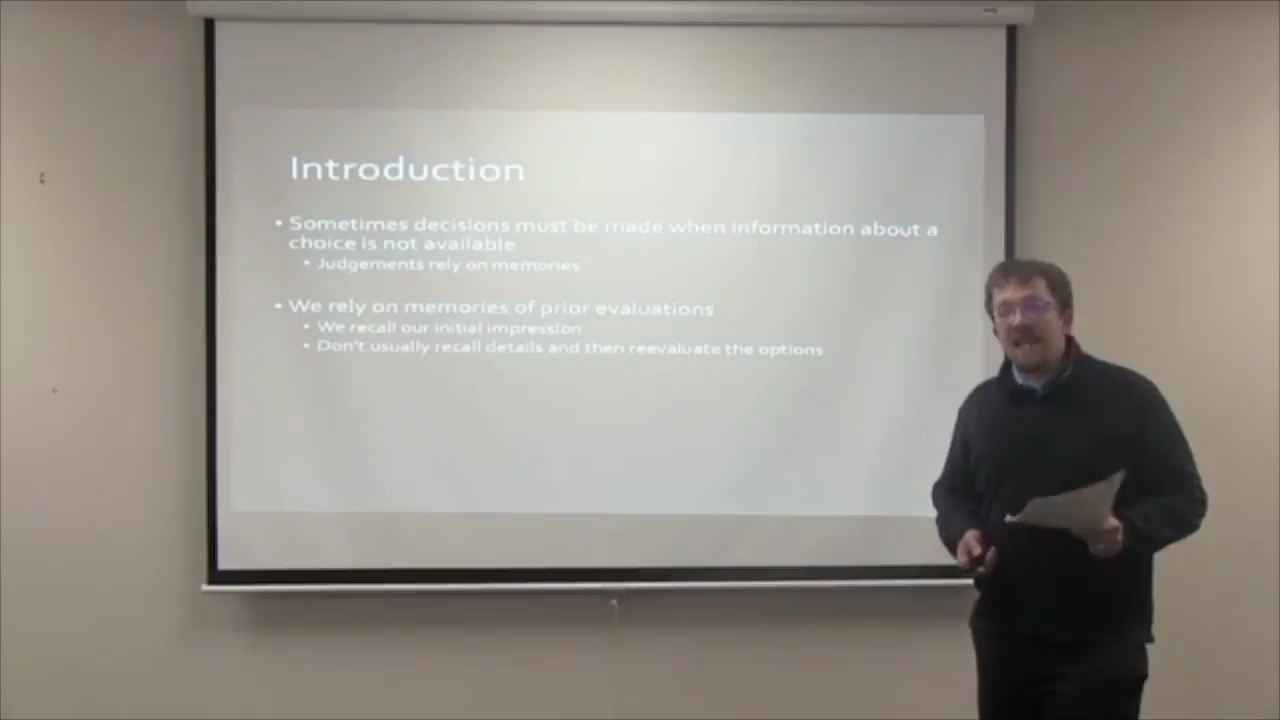 Introduction
• Sometimes decisions must be made when information about a
choice is not available
• Judgements rely on memories
• We rely on memories of prior evaluations
• We recall our initial impression
• Don't usually recall details and then reevaluate the options